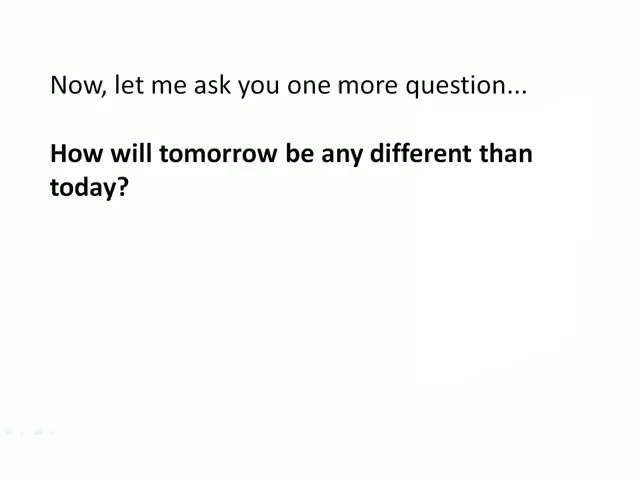 Now, let me ask you one more question...
How will tomorrow be any different than
today?